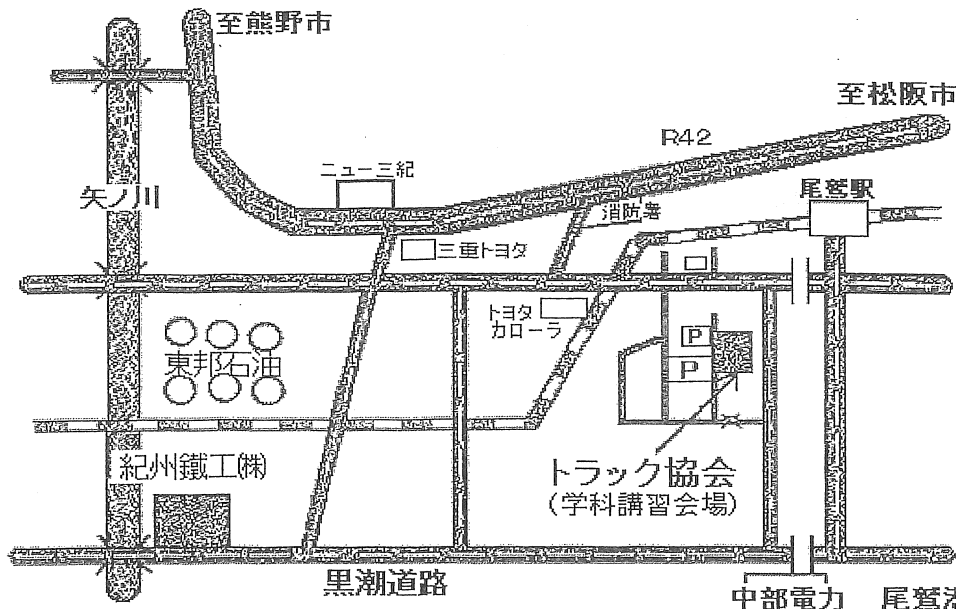 至熊野市
至松阪市
R42
ニュー三紀
矢ノ川
消防署
尾鷲駅
三重トヨタ
トヨタ
カローラ
P
P
東邦石油
紀州鐵工(株)
トラック協会
(学科講習会場)
黒潮道路
中部電力
尾鷲港